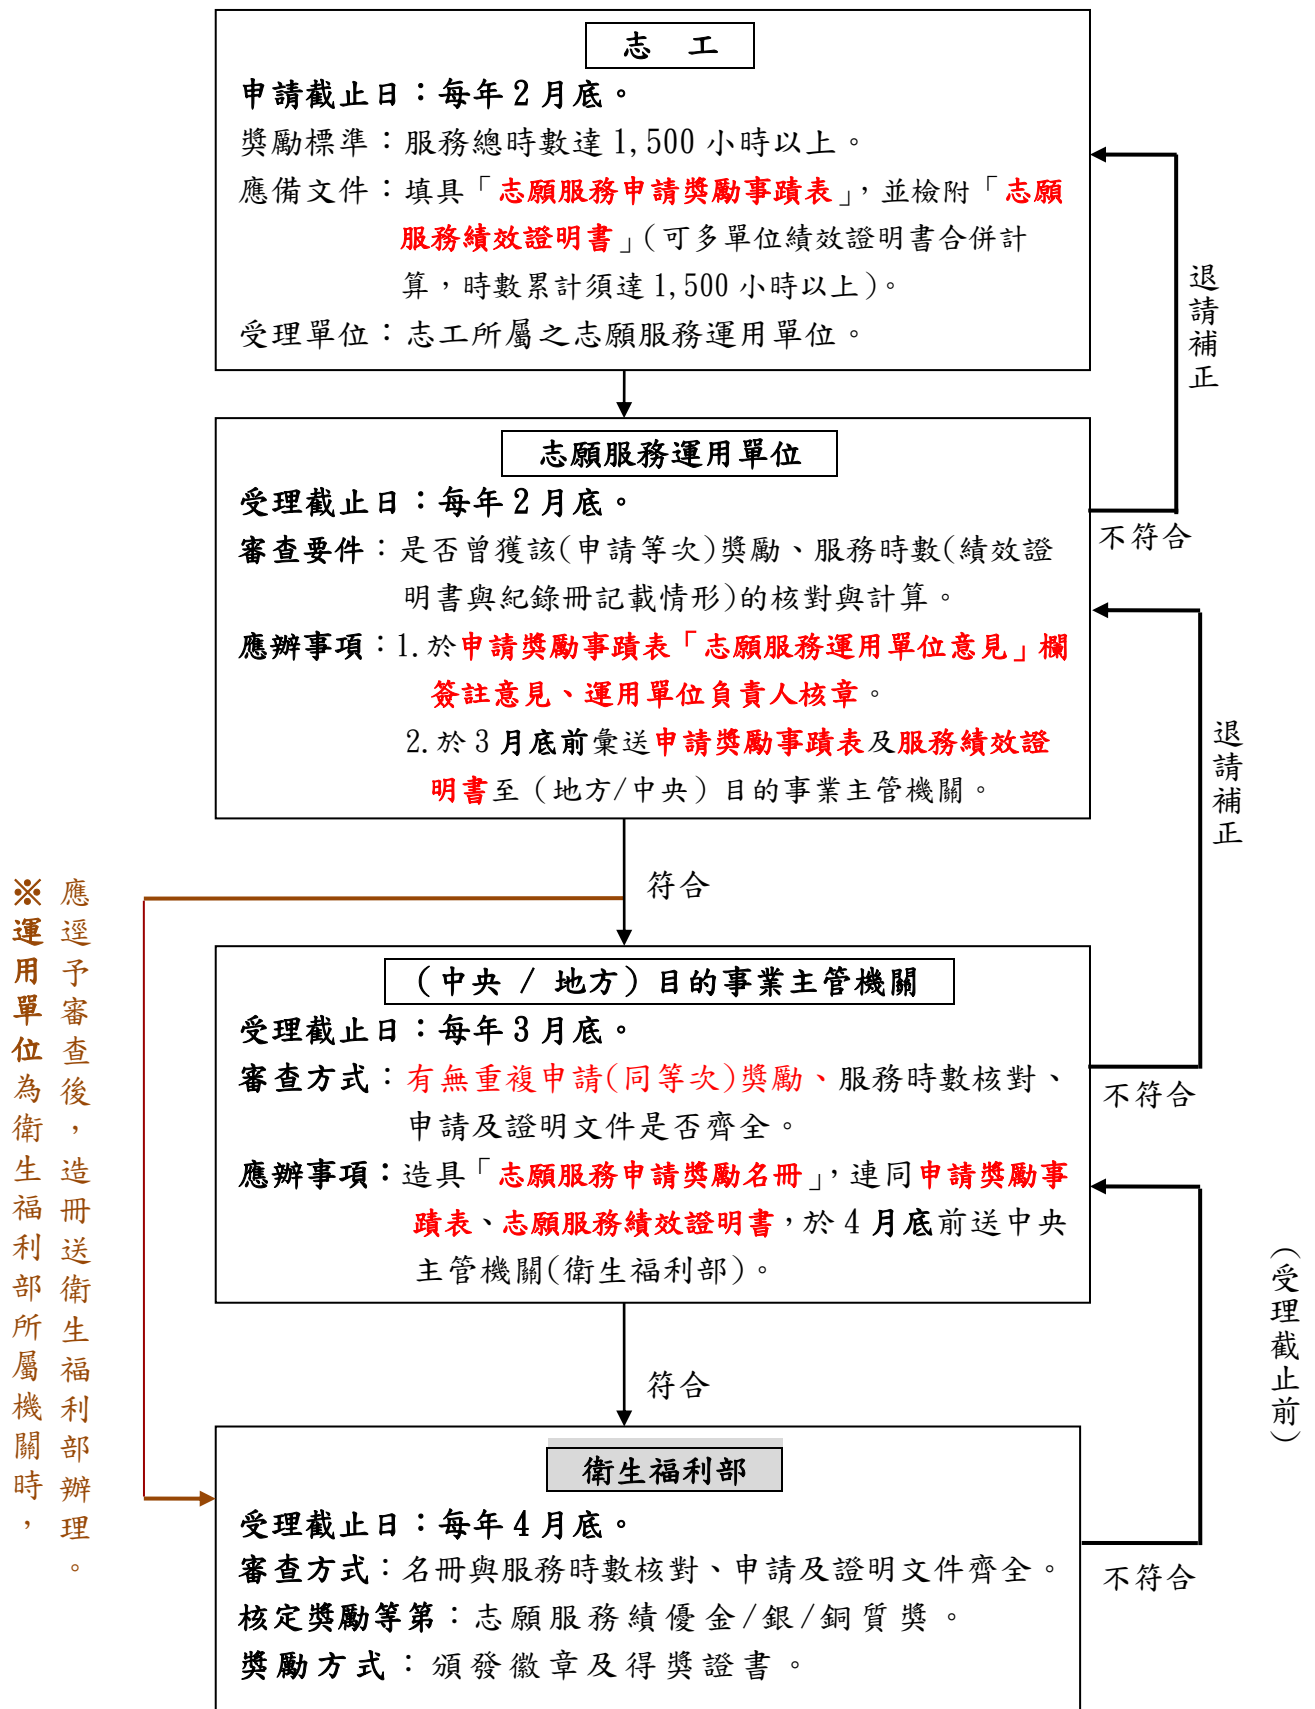 志　工
申請截止日：每年2月底。
獎勵標準：服務總時數達1,500小時以上。
應備文件：填具「志願服務申請獎勵事蹟表」，並檢附「志願
服務績效證明書」（可多單位績效證明書合併計
算，時數累計須達1,500小時以上）。
受理單位：志工所屬之志願服務運用單位。
退請補正
志願服務運用單位
受理截止日：每年2月底。
審查要件：是否曾獲該(申請等次)獎勵、服務時數(績效證
明書與紀錄冊記載情形)的核對與計算。
應辦事項：1.於申請獎勵事蹟表「志願服務運用單位意見」欄
簽註意見、運用單位負責人核章。
2.於3月底前彙送申請獎勵事蹟表及服務績效證
明書至（地方/中央）目的事業主管機關。
不符合
退請補正
符合
※運用單位為衛生福利部所屬機關時，
應逕予審查後，造冊送衛生福利部辦理。
（中央 / 地方）目的事業主管機關
受理截止日：每年3月底。
審查方式：有無重複申請(同等次)獎勵、服務時數核對、
申請及證明文件是否齊全。
應辦事項：造具「志願服務申請獎勵名冊」，連同申請獎勵事
蹟表、志願服務績效證明書，於4月底前送中央
主管機關(衛生福利部)。
不符合
（受理截止前）
符合
衛生福利部
受理截止日：每年4月底。
審查方式：名冊與服務時數核對、申請及證明文件齊全。
核定獎勵等第：志願服務績優金/銀/銅質獎。
獎勵方式：頒發徽章及得獎證書。
不符合